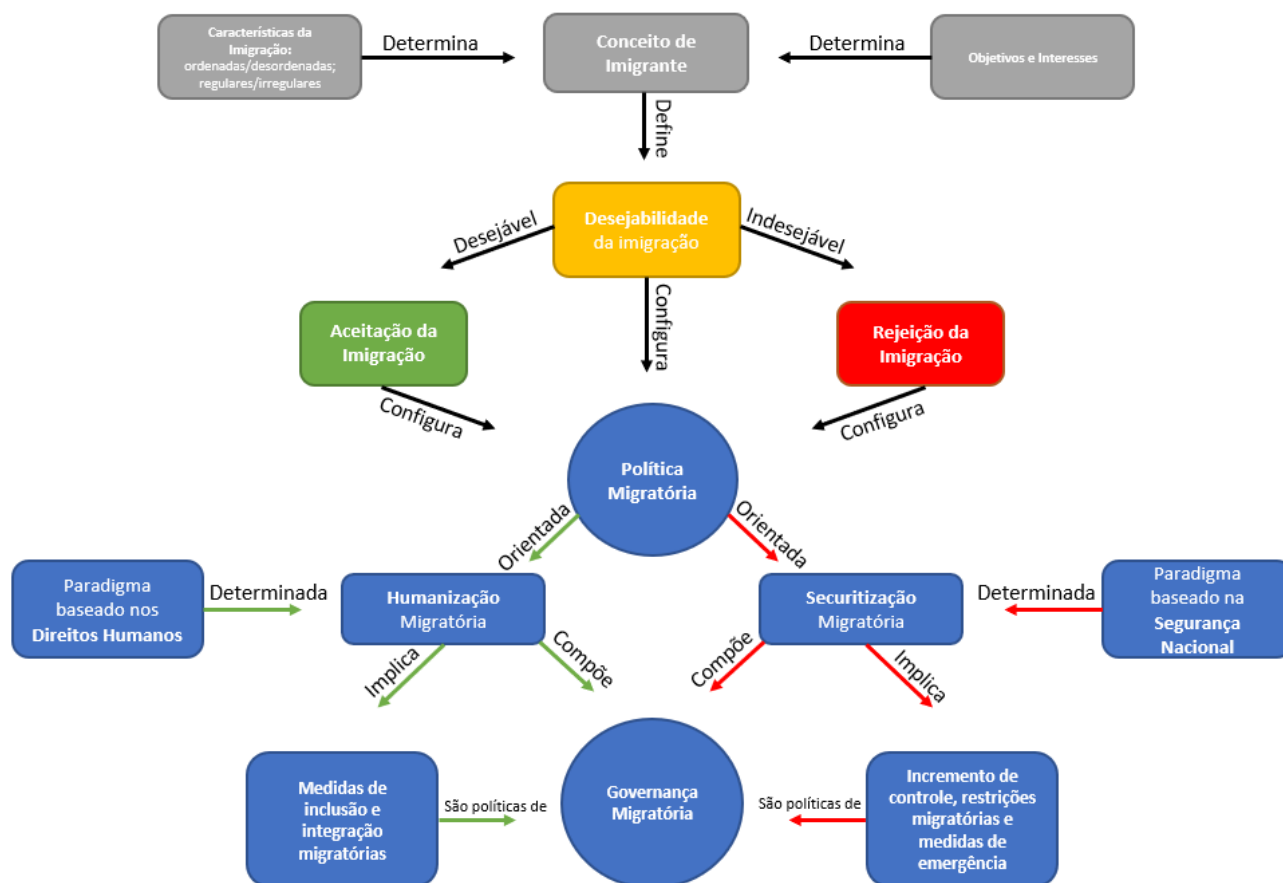 Características da
Imigração:
ordenadas/desordenadas;
regulares/irregulares
Determina
Conceito de
Imigrante
Determina
Objetivos e Interesses
Define
Desejável
Desejabilidade
da imigração
Indesejável
Configura
Aceitação da
Imigração
Rejeição da
Imigração
Configura
Configura
Política
Migratória
Orientada
Orientada
Paradigma
baseado nos
Direitos Humanos
Determinada
Humanização
Migratória
Securitização
Migratória
Determinada
Paradigma
baseado na
Segurança
Nacional
Implica
Compõe
Compõe
Implica
Medidas de
inclusão e
integração
migratórias
São políticas de
Governança
Migratória
São políticas de
Incremento de
controle, restrições
migratórias e
medidas de
emergência